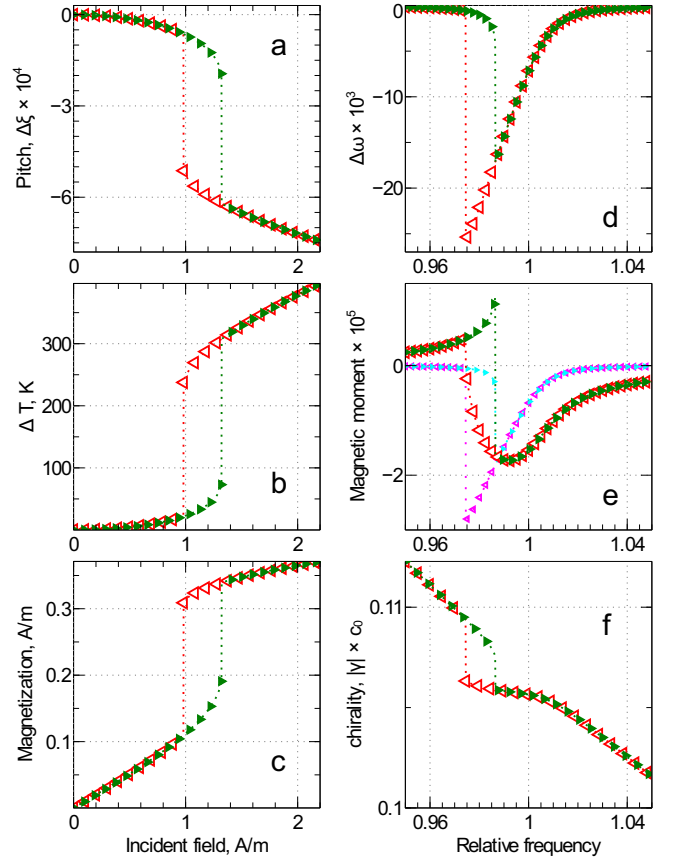 0
−3
−6
0
1
2
Pitch, Δξ × 10⁴
a
0
−10
−20
0.96
1
1.04
Δω × 10³
d
300
200
100
0
1
2
Δ T, K
b
0
−2
0.96
1
1.04
Magnetic moment × 10⁵
e
0.3
0.2
0.1
0
1
2
Magnetization, A/m
c
Incident field, A/m
0.11
0.1
0.96
1
1.04
chirality, |γ| × c₀
f
Relative frequency